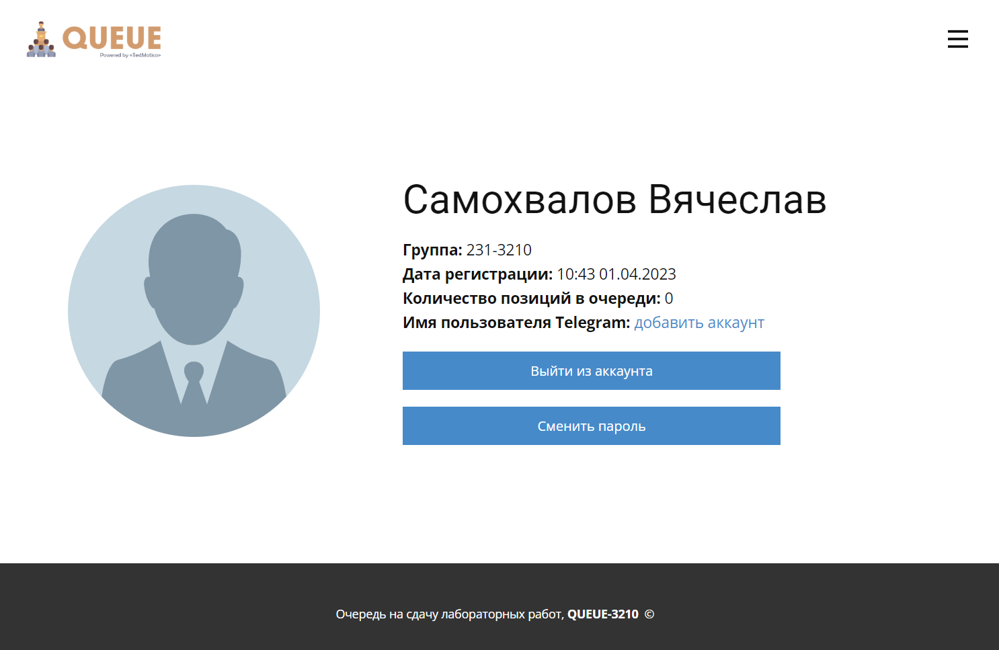 QUEUE
Powered by «TestMatica»
Самохвалов Вячеслав
Группа: 231-3210
Дата регистрации: 10:43 01.04.2023
Количество позиций в очереди: 0
Имя пользователя Telegram: добавить аккаунт
Выйти из аккаунта
Сменить пароль
Очередь на сдачу лабораторных работ, QUEUE-3210 ©